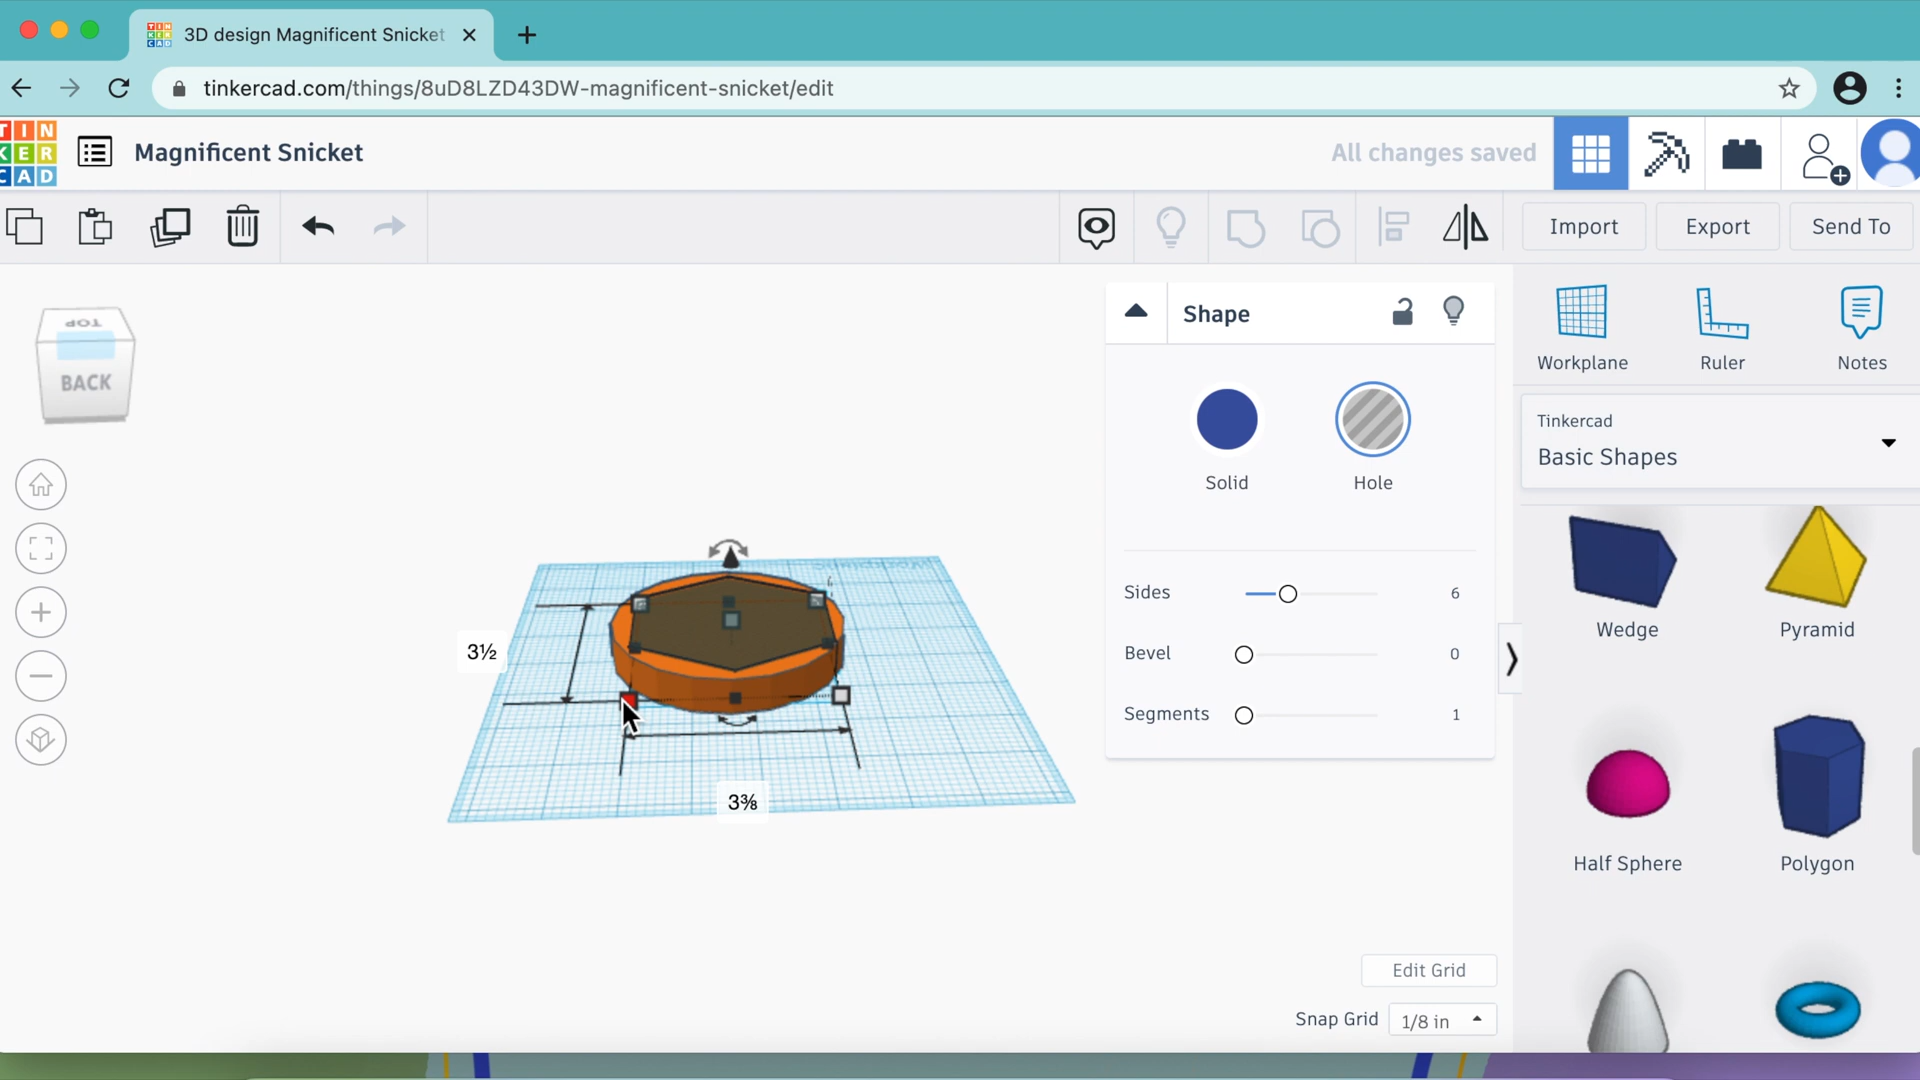 3D design Magnificent Snicket
tinkercad.com/things/8uD8LZD43DW-magnificent-snicket/edit
TIN
KER
CAD
Magnificent Snicket
All changes saved
Import
Export
Send To
TOP
BACK
Shape
Solid
Hole
Sides
6
Bevel
0
Segments
1
Workplane
Ruler
Notes
Tinkercad
Basic Shapes
Wedge
Pyramid
Half Sphere
Polygon
Workplane
3½
3⅜
Edit Grid
Snap Grid
1/8 in